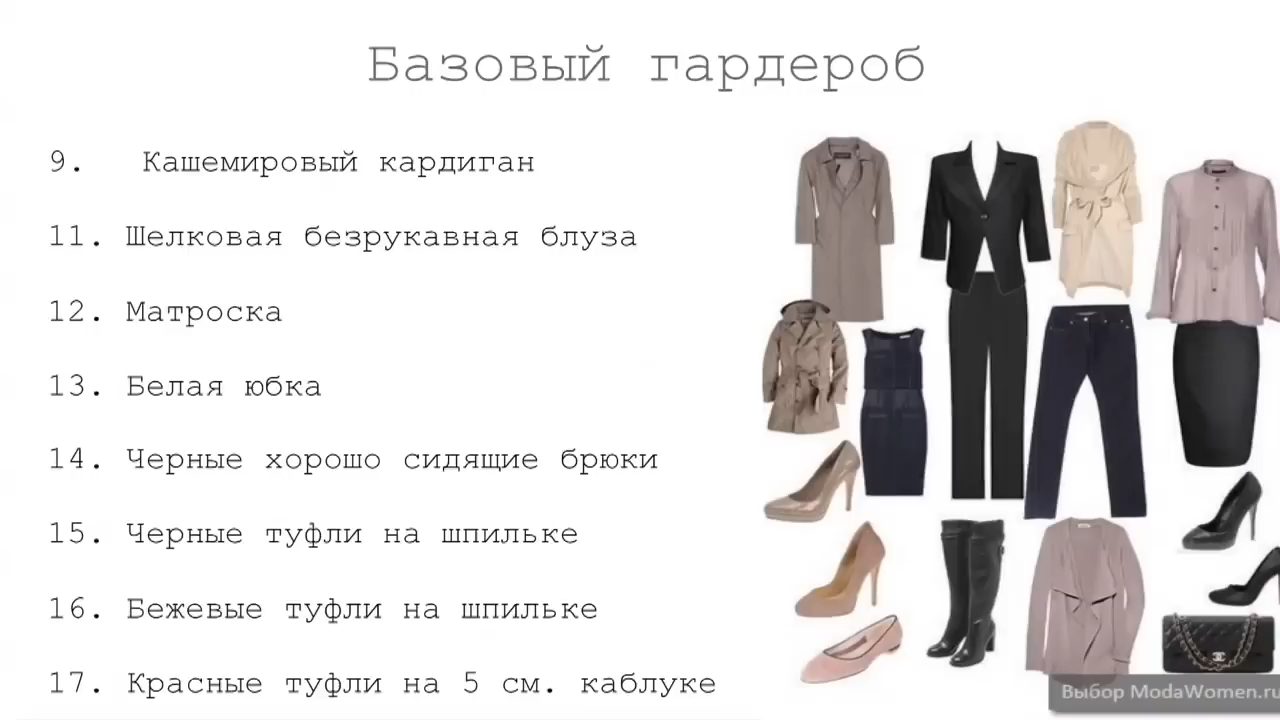 Базовый гардероб
9. Кашемировый кардиган
11. Шелковая безрукавная блуза
12. Матроска
13. Белая юбка
14. Черные хорошо сидящие брюки
15. Черные туфли на шпильке
16. Бежевые туфли на шпильке
17. Красные туфли на 5 см. каблуке
Выбор ModaWomen.ru